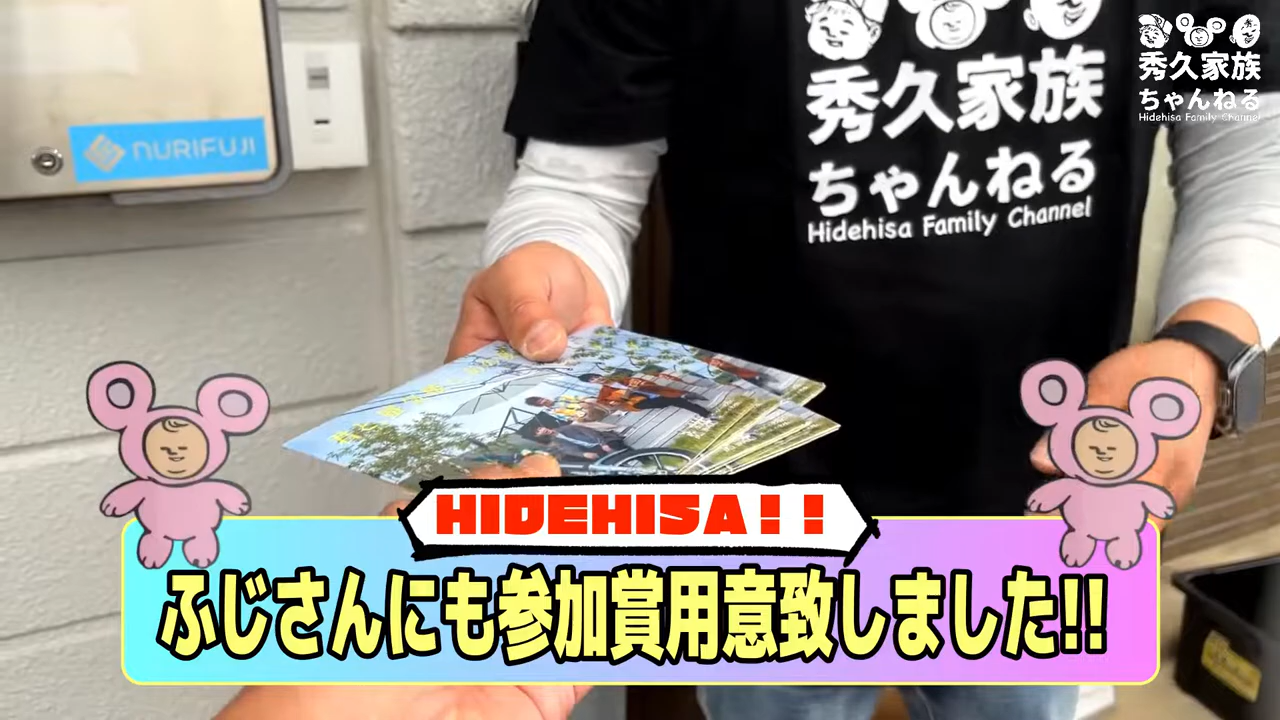 秀久家族
ちゃんねる
Hidehisa Family Channel
秀久家族
ちゃんねる
Hidehisa Family Channel
NURIFUJI
HIDEHISA!!
ふじさんにも参加賞用意致しました!!